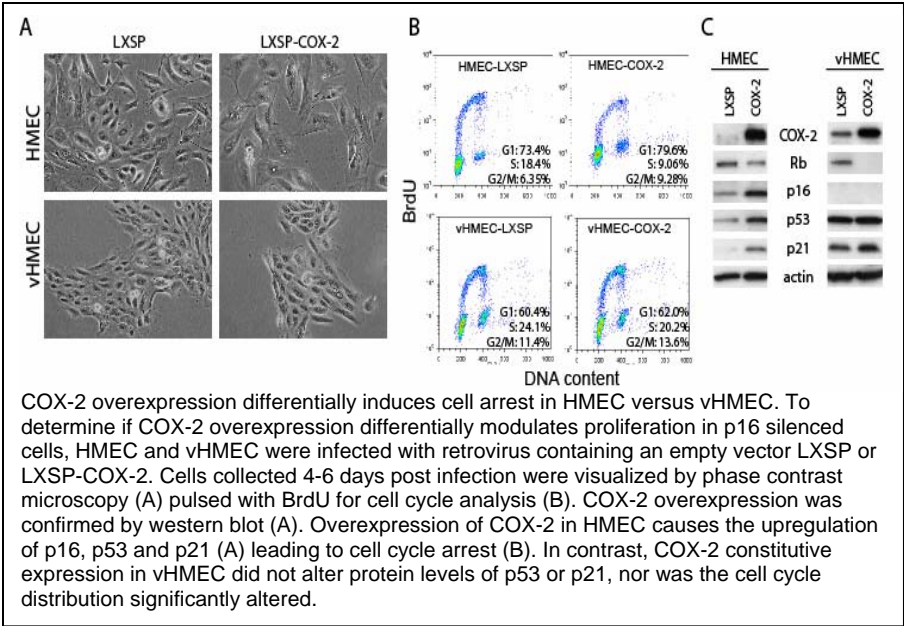 A
B
C
LXSP
LXSP-COX-2
HMEC
vHMEC
HMEC-LXSP
HMEC-COX-2
G1:73.4%
S:18.4%
G2/M:6.35%
G1:79.6%
S:9.06%
G2/M:9.28%
vHMEC-LXSP
vHMEC-COX-2
G1:60.4%
S:24.1%
G2/M:11.4%
G1:62.0%
S:20.2%
G2/M:13.6%
BrdU
DNA content
HMEC
vHMEC
LXSP
COX-2
LXSP
COX-2
COX-2
Rb
p16
p53
p21
actin
COX-2 overexpression differentially induces cell arrest in HMEC versus vHMEC. To
determine if COX-2 overexpression differentially modulates proliferation in p16 silenced
cells, HMEC and vHMEC were infected with retrovirus containing an empty vector LXSP or
LXSP-COX-2. Cells collected 4-6 days post infection were visualized by phase contrast
microscopy (A) pulsed with BrdU for cell cycle analysis (B). COX-2 overexpression was
confirmed by western blot (A). Overexpression of COX-2 in HMEC causes the upregulation
of p16, p53 and p21 (A) leading to cell cycle arrest (B). In contrast, COX-2 constitutive
expression in vHMEC did not alter protein levels of p53 or p21, nor was the cell cycle
distribution significantly altered.